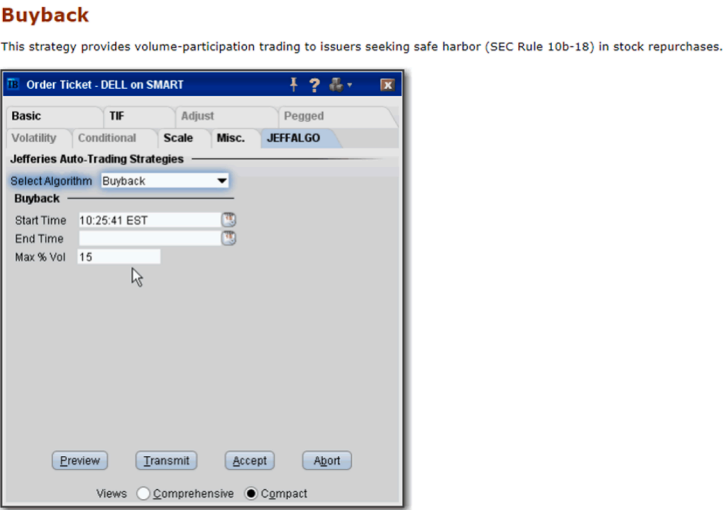 Buyback
This strategy provides volume-participation trading to issuers seeking safe harbor (SEC Rule 10b-18) in stock repurchases.
Order Ticket - DELL on SMART
Basic TIF Adjust Pegged
Volatility Conditional Scale Misc. JEFFALGO
Jefferies Auto-Trading Strategies
Select Algorithm Buyback
Buyback
Start Time 10:25:41 EST
End Time
Max % Vol 15
Preview Transmit Accept Abort
Views Comprehensive Compact